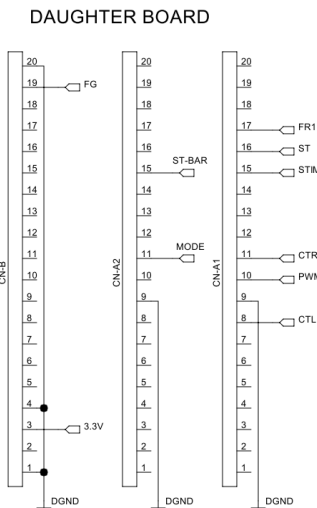 DAUGHTER BOARD
20 20 20
19 FG 19 19
18 18 18
17 17 17 FR1
16 16 16 ST
15 15 ST-BAR 15 STIM
14 14 14
13 13 13
12 12 12
11 11 MODE 11 CTR
10 10 10 PWM
9 9 9
8 8 8 CTL
7 7 7
6 6 6
5 5 5
4 4 4
3 3.3V 3 3
2 2 2
1 1 1
CN-B CN-A2 CN-A1
DGND DGND DGND